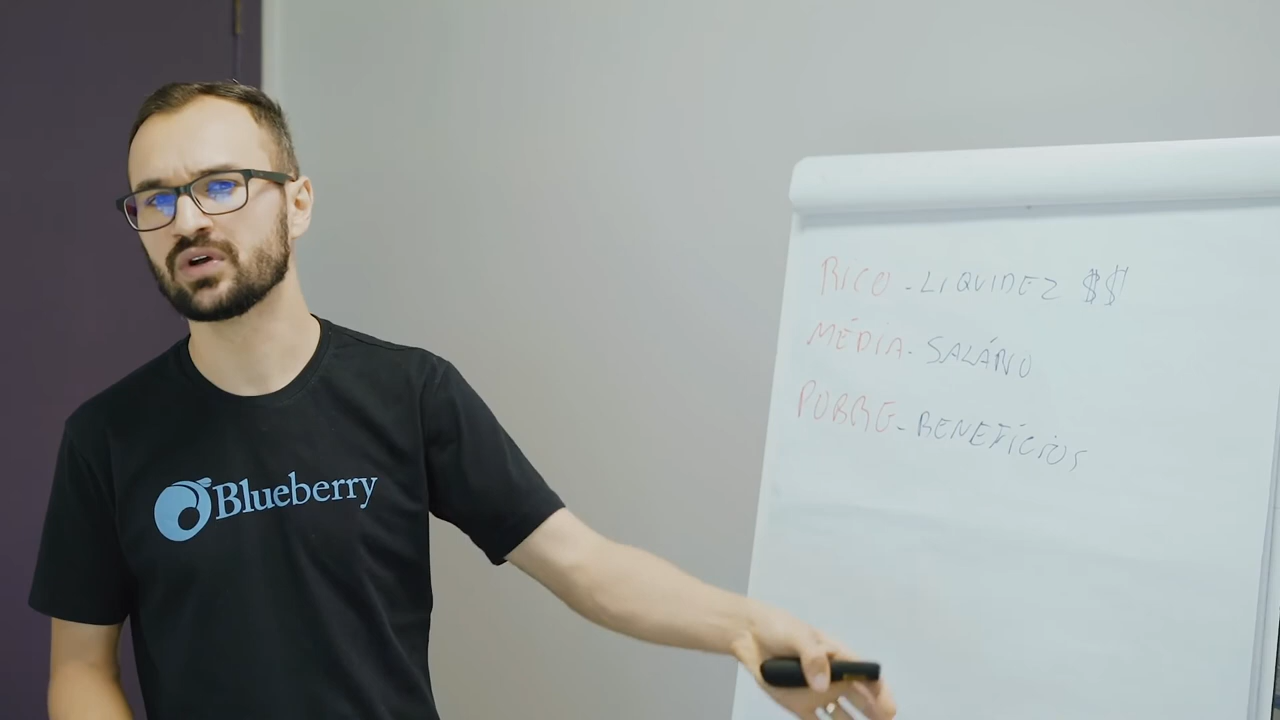 Blueberry
RICO - LIQUIDEZ $$
MÉDIA - SALÁRIO
POBRE - BENEFÍCIOS